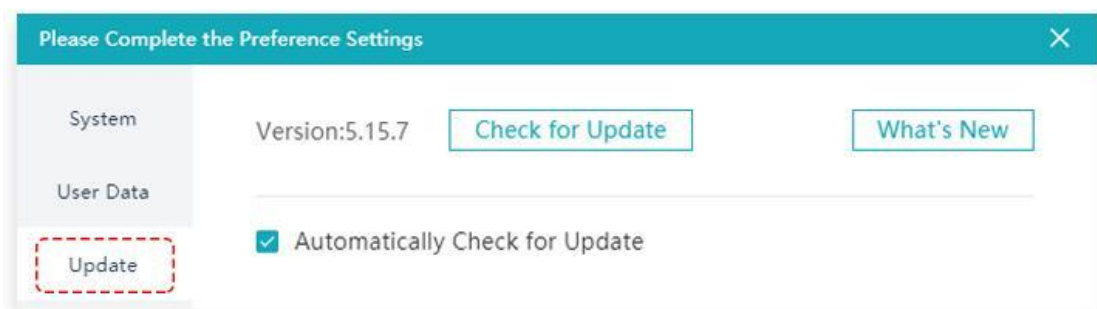 Please Complete the Preference Settings
System
Version:5.15.7
Check for Update
What's New
User Data
Automatically Check for Update
Update